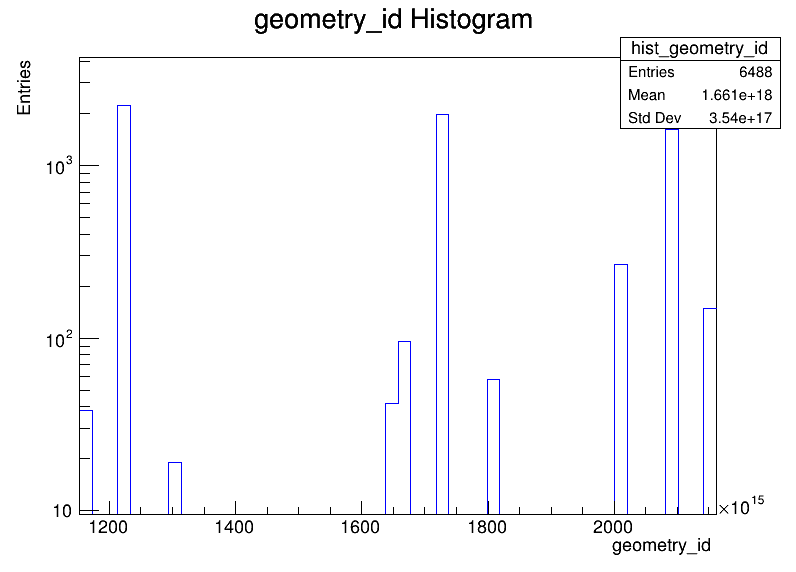 geometry_id Histogram
hist_geometry_id
Entries 6488
Mean 1.661e+18
Std Dev 3.54e+17
Entries
10³
10²
10
1200 1400 1600 1800 2000
×10¹⁵
geometry_id